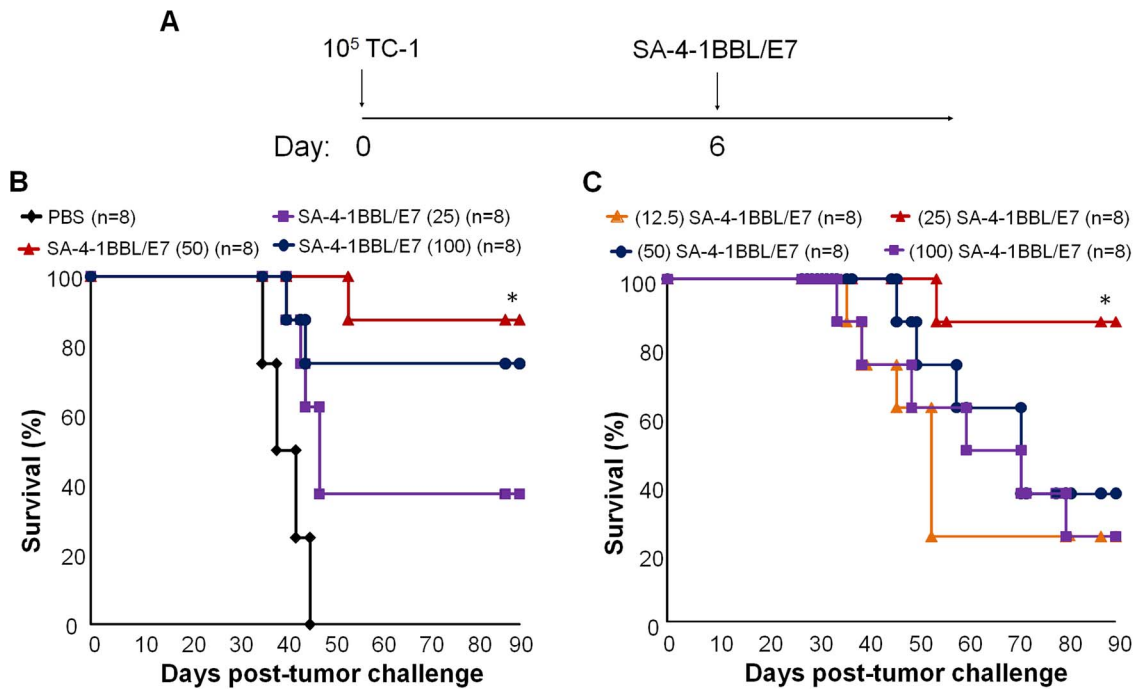 A
10⁵ TC-1 SA-4-1BBL/E7
Day: 0 6
B
PBS (n=8) SA-4-1BBL/E7 (25) (n=8)
SA-4-1BBL/E7 (50) (n=8) SA-4-1BBL/E7 (100) (n=8)
100
80
60
40
20
0
Survival (%)
*
0 10 20 30 40 50 60 70 80 90
Days post-tumor challenge
C
(12.5) SA-4-1BBL/E7 (n=8) (25) SA-4-1BBL/E7 (n=8)
(50) SA-4-1BBL/E7 (n=8) (100) SA-4-1BBL/E7 (n=8)
100
80
60
40
20
0
Survival (%)
*
0 10 20 30 40 50 60 70 80 90
Days post-tumor challenge